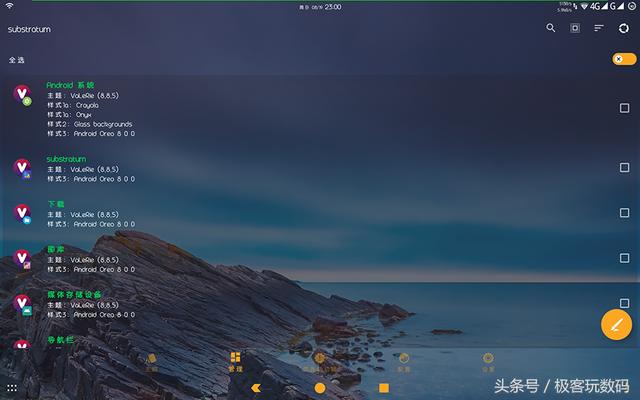 周日 08/19 23:00
4G
G
substratum
全选
Android 系统
主题: VaLeRie (8.8.5)
样式1a: Crayola
样式1a: Onyx
样式2: Glass backgrounds
样式3: Android Oreo 8 0 0
substratum
主题: VaLeRie (8.8.5)
样式3: Android Oreo 8 0 0
下载
主题: VaLeRie (8.8.5)
样式3: Android Oreo 8 0 0
图库
主题: VaLeRie (8.8.5)
样式3: Android Oreo 8 0 0
媒体存储设备
主题: VaLeRie (8.8.5)
样式3: Android Oreo 8 0 0
导航栏
主题
管理
配置
设置
头条号 / 极客玩数码